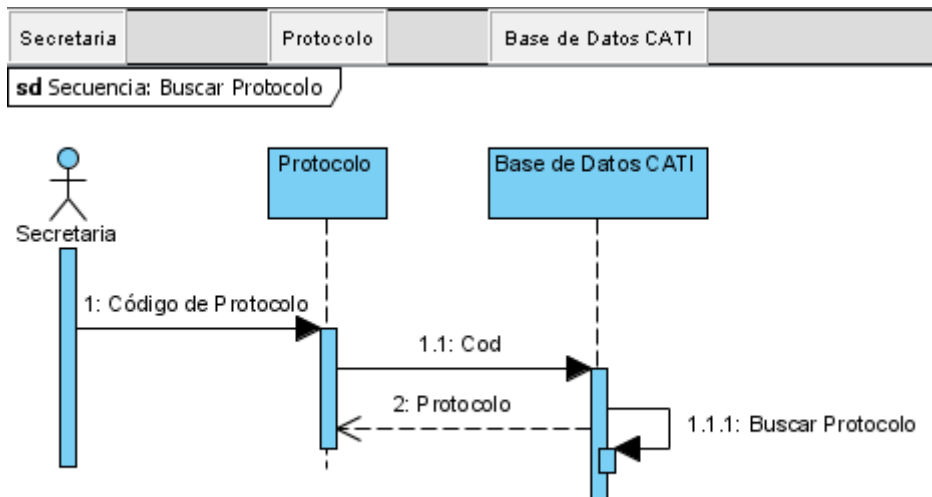 Secretaria
Protocolo
Base de Datos CATI
sd Secuencia: Buscar Protocolo
Protocolo
Base de Datos CATI
Secretaria
1: Código de Protocolo
1.1: Cod
2: Protocolo
1.1.1: Buscar Protocolo